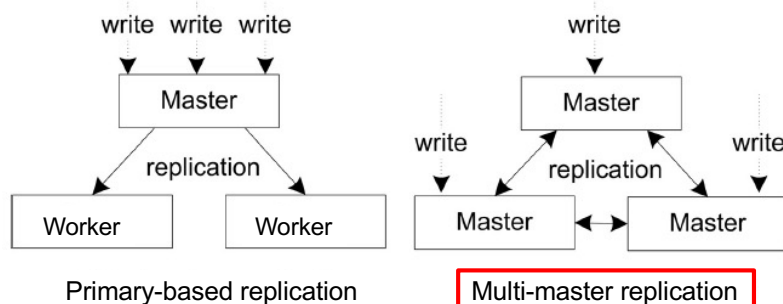 write write write
Master
replication
Worker Worker
Primary-based replication
write
Master
write write
replication
Master Master
Multi-master replication